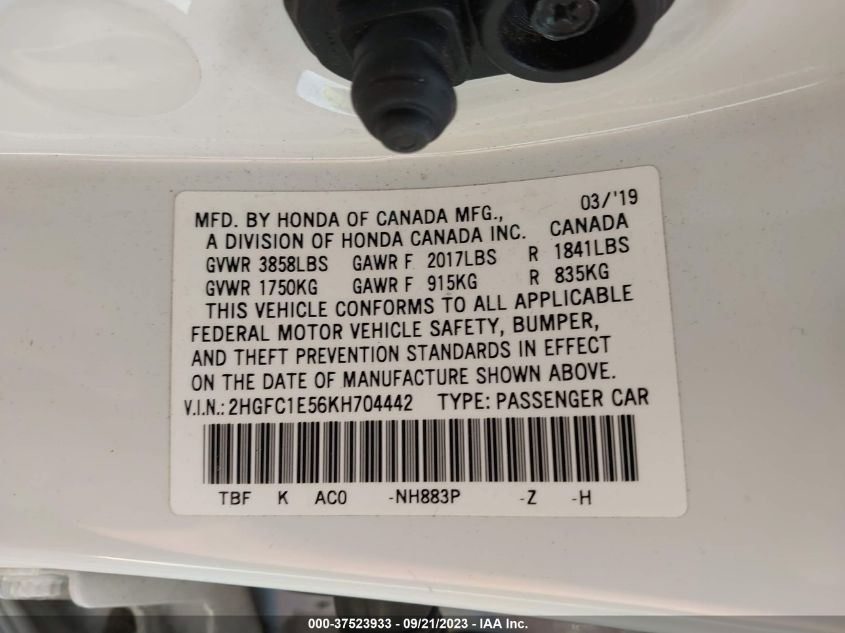 03/'19
MFD. BY HONDA OF CANADA MFG.,
A DIVISION OF HONDA CANADA INC. CANADA
GVWR 3858LBS GAWR F 2017LBS R 1841LBS
GVWR 1750KG GAWR F 915KG R 835KG
THIS VEHICLE CONFORMS TO ALL APPLICABLE
FEDERAL MOTOR VEHICLE SAFETY, BUMPER,
AND THEFT PREVENTION STANDARDS IN EFFECT
ON THE DATE OF MANUFACTURE SHOWN ABOVE.
V.I.N.: 2HGFC1E56KH704442 TYPE: PASSENGER CAR
TBF K AC0 -NH883P -Z -H
000-37523933 - 09/21/2023 - IAA Inc.